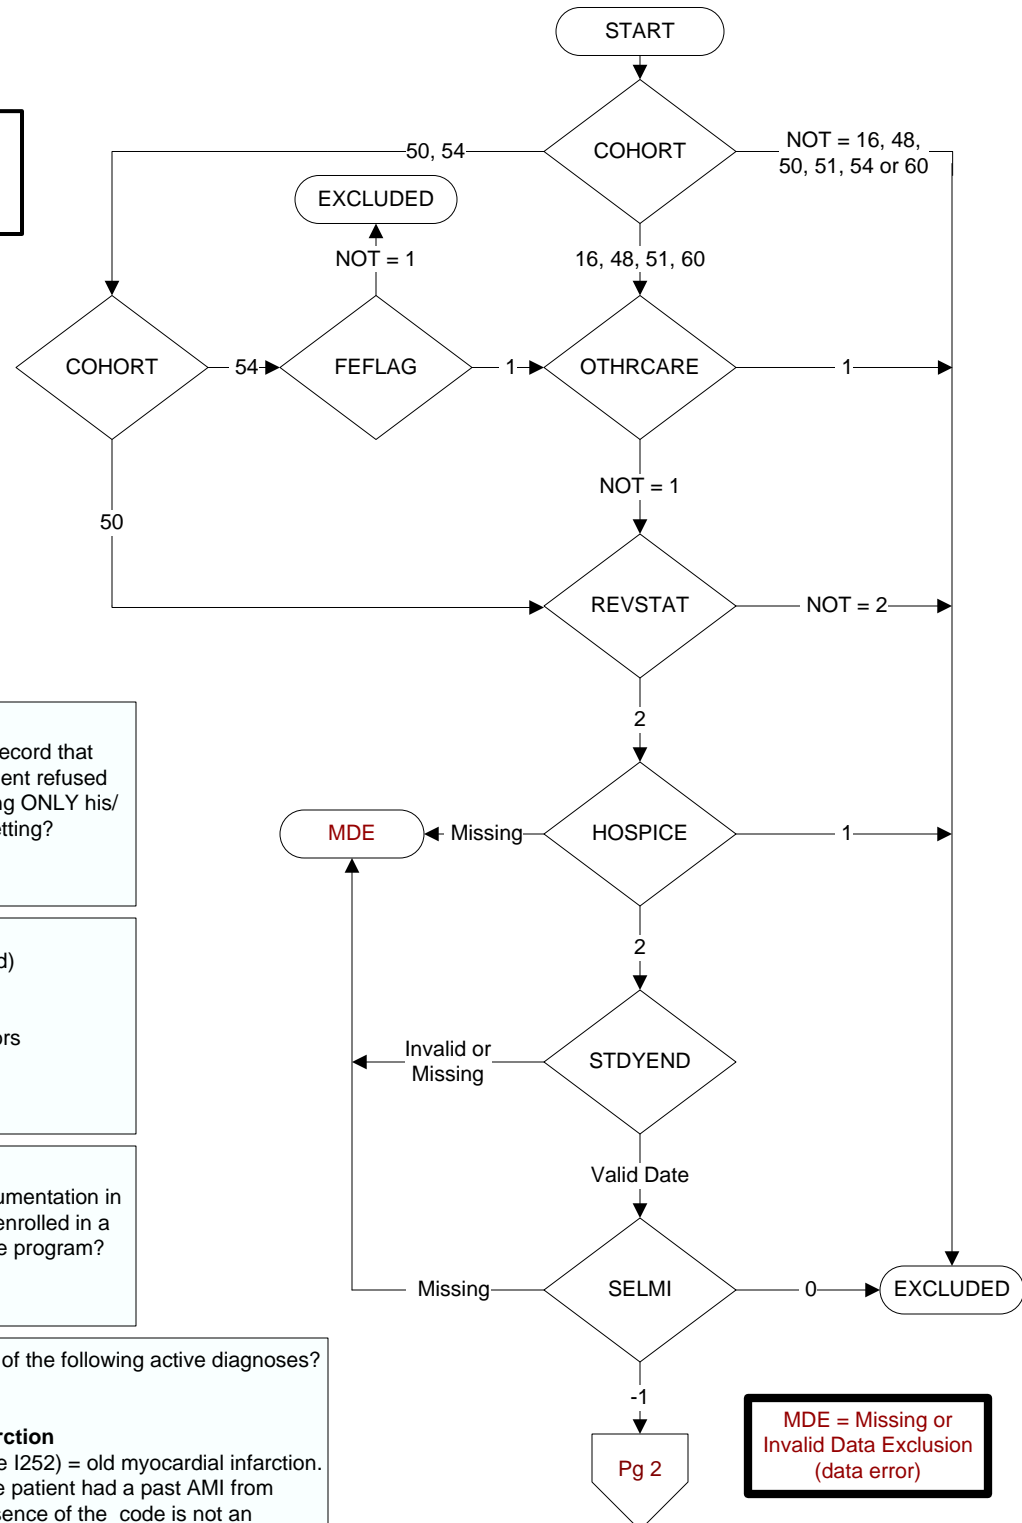 START
COHORT
50, 54
NOT = 16, 48,
50, 51, 54 or 60
EXCLUDED
NOT = 1
16, 48, 51, 60
COHORT
54
FEFLAG
1
OTHRCARE
1
NOT = 1
50
REVSTAT
NOT = 2
2
ecord that
ent refused
ng ONLY his/
etting?
MDE
Missing
HOSPICE
1
2
d)
ors
Invalid or
Missing
STDYEND
Valid Date
umentation in
enrolled in a
e program?
Missing
SELMI
0
EXCLUDED
-1
of the following active diagnoses?
rction
e I252) = old myocardial infarction.
e patient had a past AMI from
sence of the code is not an
Pg 2
MDE = Missing or
Invalid Data Exclusion
(data error)